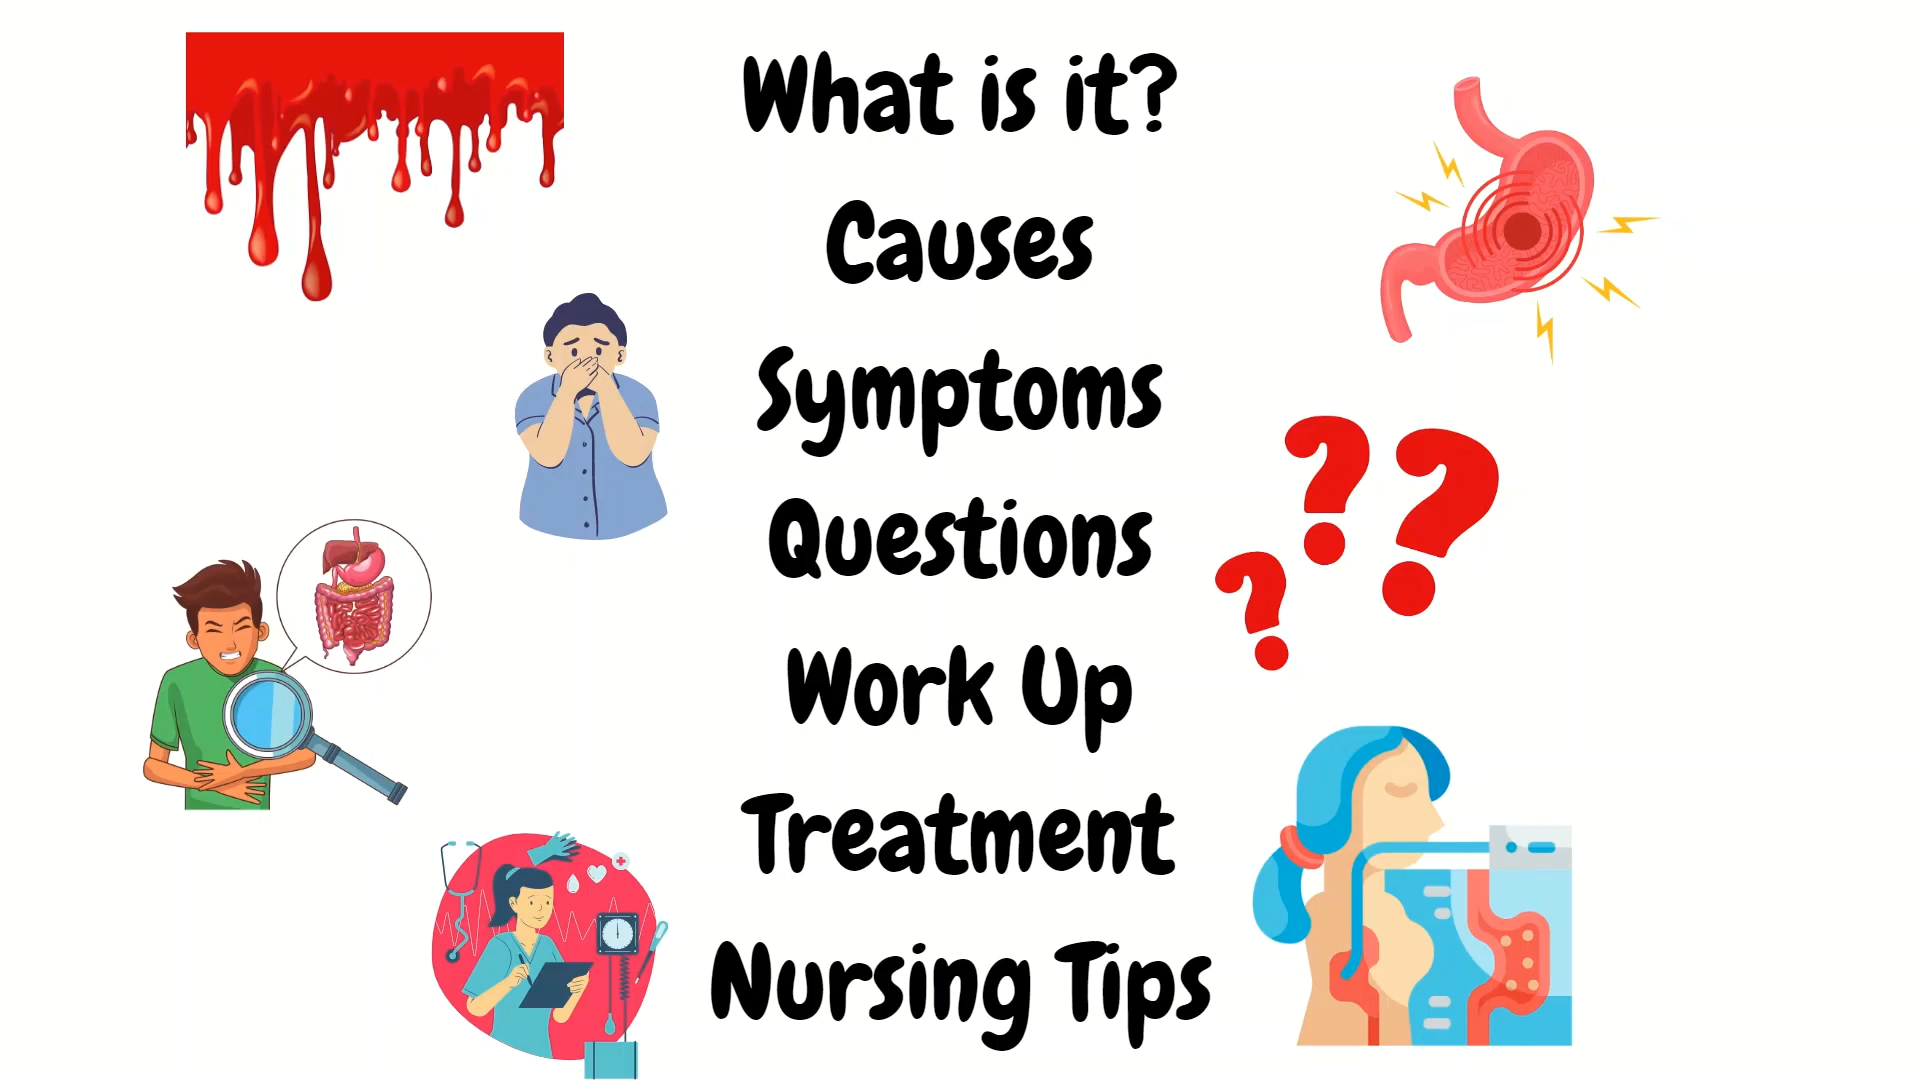 What is it?
Causes
Symptoms
Questions
Work Up
Treatment
Nursing Tips